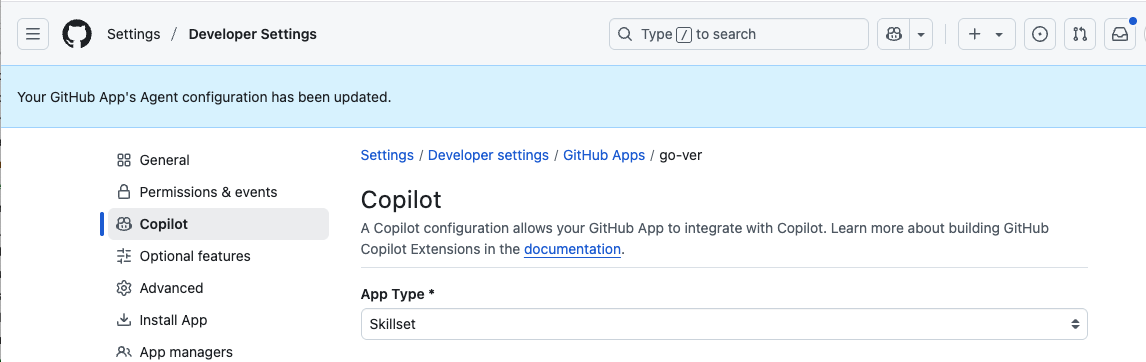 Settings / Developer Settings
Type / to search
Your GitHub App's Agent configuration has been updated.
General
Permissions & events
Copilot
Optional features
Advanced
Install App
App managers
Settings / Developer settings / GitHub Apps / go-ver
Copilot
A Copilot configuration allows your GitHub App to integrate with Copilot. Learn more about building GitHub
Copilot Extensions in the documentation.
App Type *
Skillset